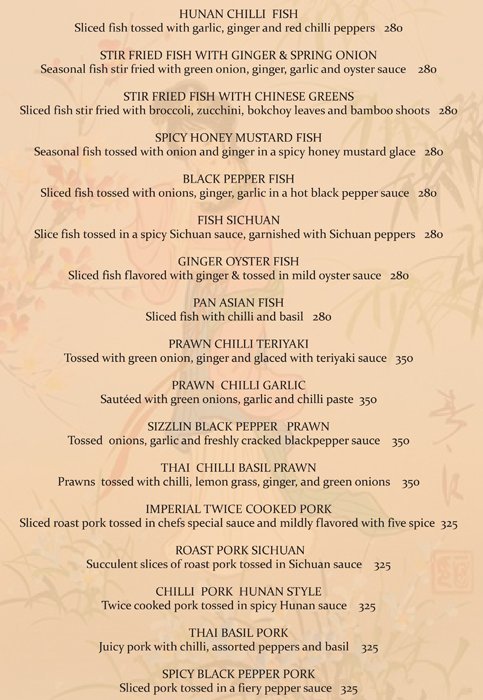 HUNAN CHILLI FISH
Sliced fish tossed with garlic, ginger and red chilli peppers 280
STIR FRIED FISH WITH GINGER & SPRING ONION
Seasonal fish stir fried with green onion, ginger, garlic and oyster sauce 280
STIR FRIED FISH WITH CHINESE GREENS
Sliced fish stir fried with broccoli, zucchini, bokchoy leaves and bamboo shoots 280
SPICY HONEY MUSTARD FISH
Seasonal fish tossed with onion and ginger in a spicy honey mustard glace 280
BLACK PEPPER FISH
Sliced fish tossed with onions, ginger, garlic in a hot black pepper sauce 280
FISH SICHUAN
Slice fish tossed in a spicy Sichuan sauce, garnished with Sichuan peppers 280
GINGER OYSTER FISH
Sliced fish flavored with ginger & tossed in mild oyster sauce 280
PAN ASIAN FISH
Sliced fish with chilli and basil 280
PRAWN CHILLI TERIYAKI
Tossed with green onion, ginger and glaced with teriyaki sauce 350
PRAWN CHILLI GARLIC
Sautéed with green onions, garlic and chilli paste 350
SIZZLIN BLACK PEPPER PRAWN
Tossed onions, garlic and freshly cracked blackpepper sauce 350
THAI CHILLI BASIL PRAWN
Prawns tossed with chilli, lemon grass, ginger, and green onions 350
IMPERIAL TWICE COOKED PORK
Sliced roast pork tossed in chefs special sauce and mildly flavored with five spice 325
ROAST PORK SICHUAN
Succulent slices of roast pork tossed in Sichuan sauce 325
CHILLI PORK HUNAN STYLE
Twice cooked pork tossed in spicy Hunan sauce 325
THAI BASIL PORK
Juicy pork with chilli, assorted peppers and basil 325
SPICY BLACK PEPPER PORK
Sliced pork tossed in a fiery pepper sauce 325